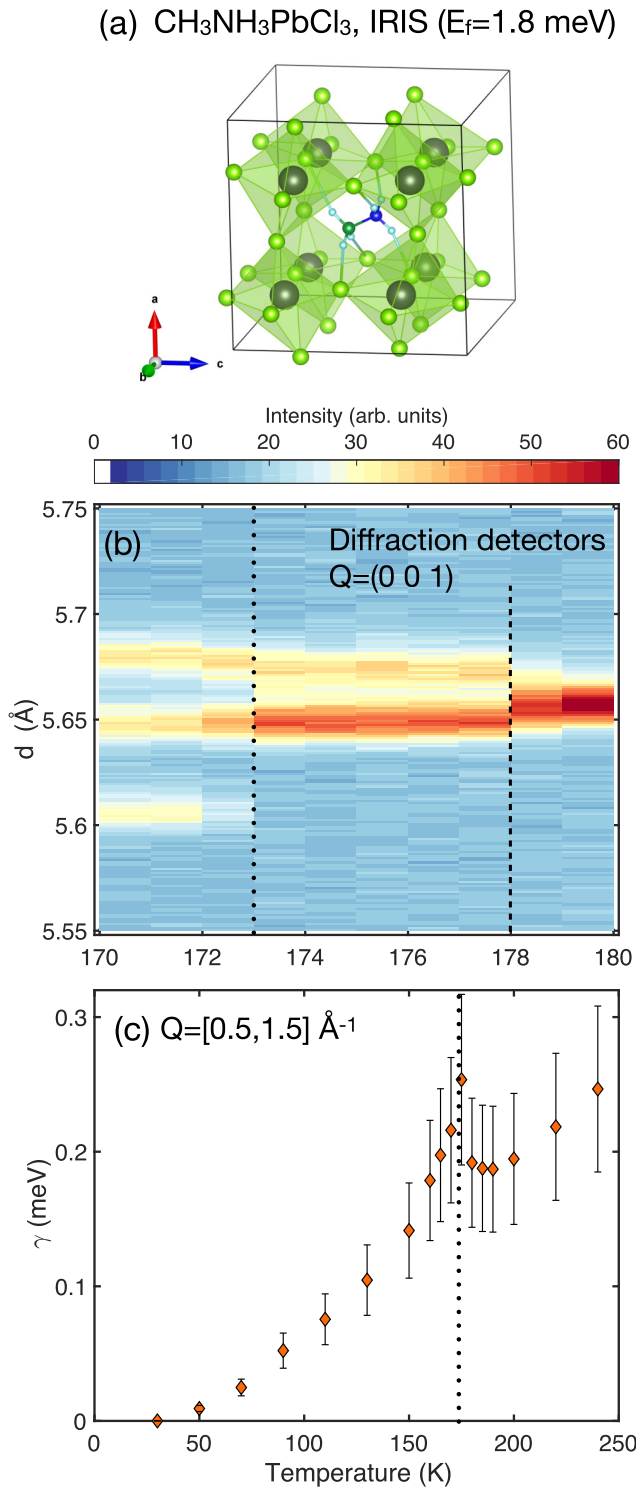 (a) CH₃NH₃PbCl₃, IRIS (E_f=1.8 meV)
a
b
c
Intensity (arb. units)
0 10 20 30 40 50 60
(b)
Diffraction detectors
Q=(0 0 1)
d (Å)
5.75
5.7
5.65
5.6
5.55
170 172 174 176 178 180
(c) Q=[0.5,1.5] Å⁻¹
γ (meV)
0.3
0.2
0.1
0
0 50 100 150 200 250
Temperature (K)